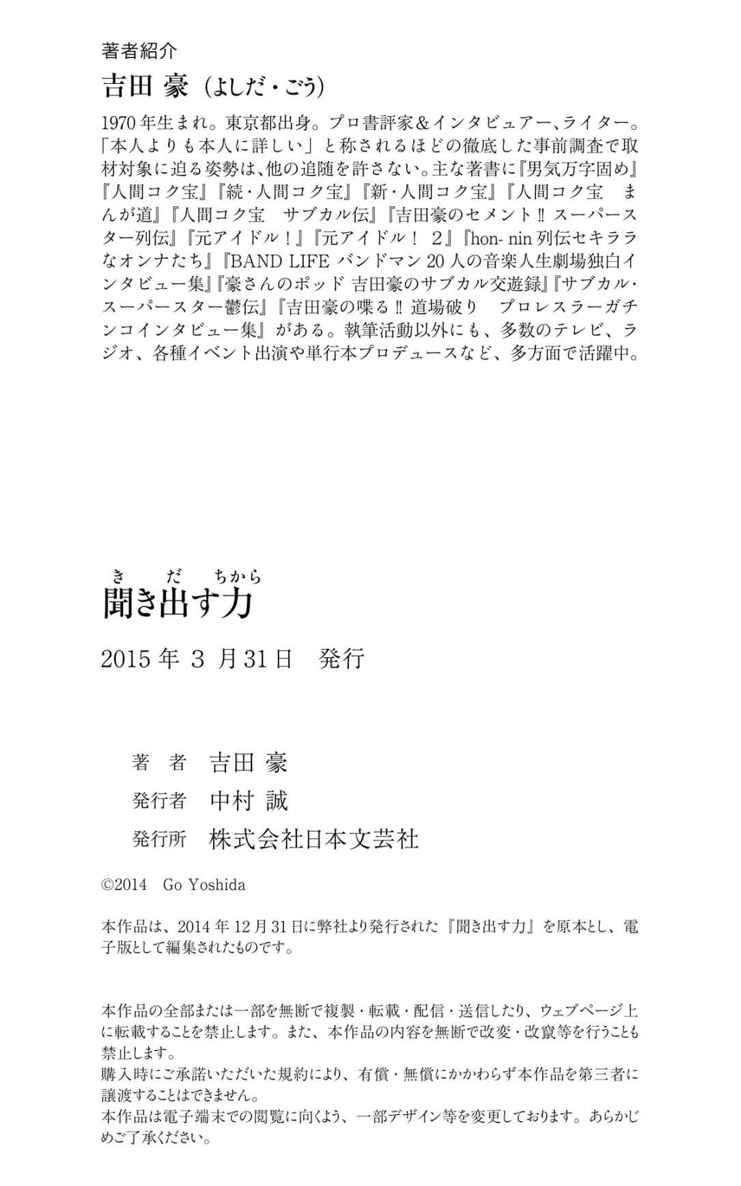 著者紹介
吉田 豪（よしだ・ごう）
1970年生まれ。東京都出身。プロ書評家＆インタビュアー、ライター。
「本人よりも本人に詳しい」と称されるほどの徹底した事前調査で取
材対象に迫る姿勢は、他の追随を許さない。主な著書に『男気万字固め』
『人間コク宝』『続・人間コク宝』『新・人間コク宝』『人間コク宝　ま
んが道』『人間コク宝　サブカル伝』『吉田豪のセメント!!スーパース
ター列伝』『元アイドル！』『元アイドル！ 2』『hon- nin列伝セキララ
なオンナたち』『BAND LIFE バンドマン20人の音楽人生劇場独白イ
ンタビュー集』『豪さんのポッド 吉田豪のサブカル交遊録』『サブカル・
スーパースター鬱伝』『吉田豪の喋る!!道場破り　プロレスラーガチ
ンコインタビュー集』がある。執筆活動以外にも、多数のテレビ、ラ
ジオ、各種イベント出演や単行本プロデュースなど、多方面で活躍中。
き だ ちから
聞き出す力
2015年3月31日　発行
著　者　吉田 豪
発行者　中村 誠
発行所　株式会社日本文芸社
©2014　Go Yoshida
本作品は、2014年12月31日に弊社より発行された『聞き出す力』を原本とし、電
子版として編集されたものです。
本作品の全部または一部を無断で複製・転載・配信・送信したり、ウェブページ上
に転載することを禁止します。また、本作品の内容を無断で改変・改竄等を行うことも
禁止します。
購入時にご承諾いただいた規約により、有償・無償にかかわらず本作品を第三者に
譲渡することはできません。
本作品は電子端末での閲覧に向くよう、一部デザイン等を変更しております。あらかじ
めご了承ください。